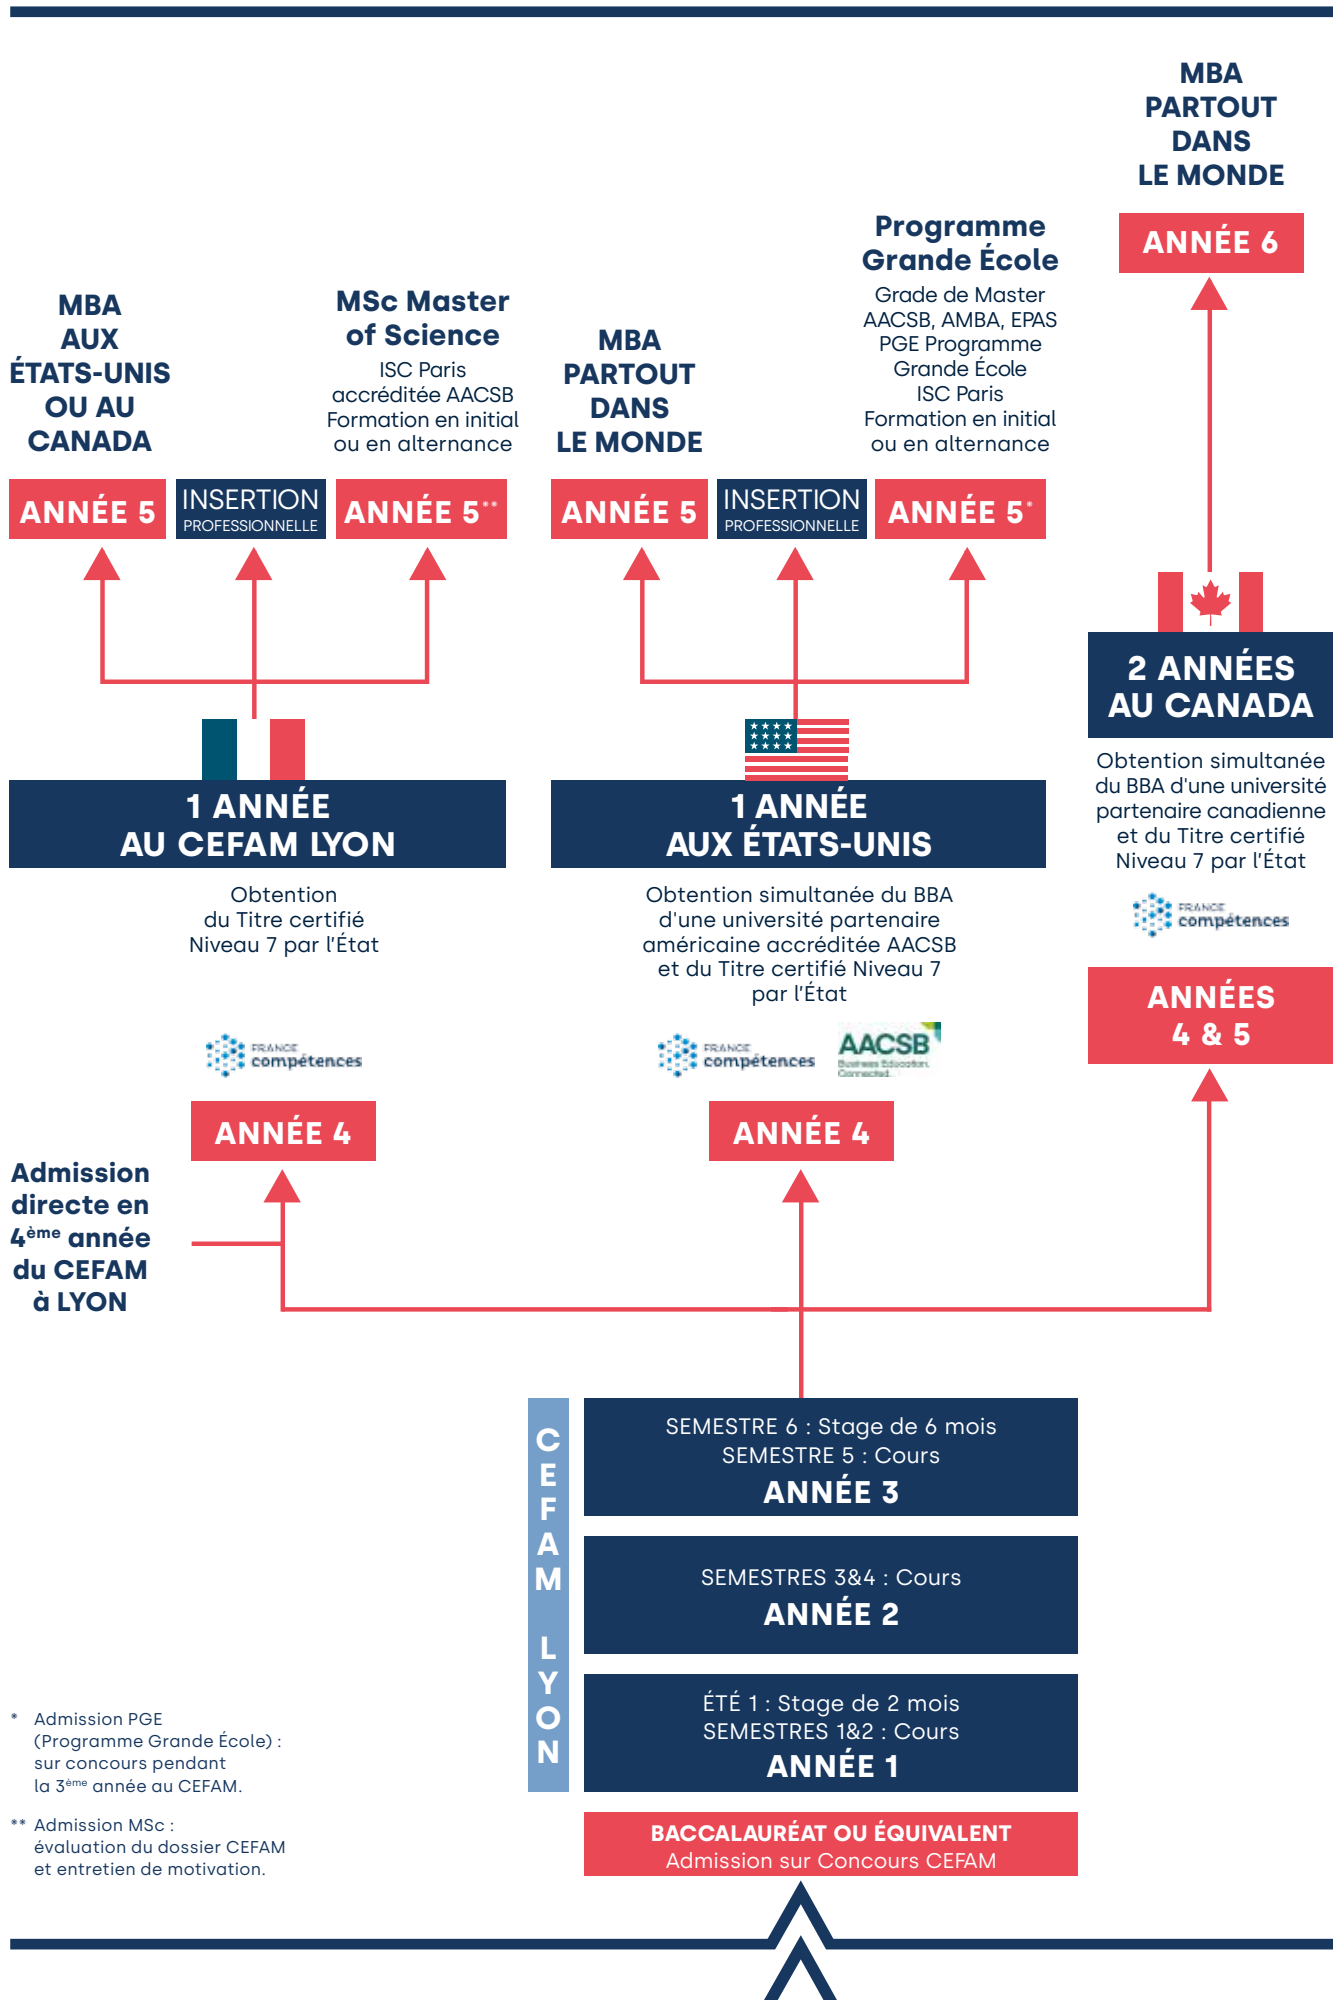 MBA
PARTOUT
DANS
LE MONDE
ANNÉE 6
MBA
AUX
ÉTATS-UNIS
OU AU
CANADA
ANNÉE 5
INSERTION
PROFESSIONNELLE
MSc Master
of Science
ISC Paris
accréditée AACSB
Formation en initial
ou en alternance
ANNÉE 5**
MBA
PARTOUT
DANS
LE MONDE
ANNÉE 5
INSERTION
PROFESSIONNELLE
Programme
Grande École
Grade de Master
AACSB, AMBA, EPAS
PGE Programme
Grande École
ISC Paris
Formation en initial
ou en alternance
ANNÉE 5*
1 ANNÉE
AU CEFAM LYON
Obtention
du Titre certifié
Niveau 7 par l'État
FRANCE
compétences
ANNÉE 4
1 ANNÉE
AUX ÉTATS-UNIS
Obtention simultanée du BBA
d'une université partenaire
américaine accréditée AACSB
et du Titre certifié Niveau 7
par l'État
FRANCE
compétences
AACSB
Business Education.
Connected.
ANNÉE 4
2 ANNÉES
AU CANADA
Obtention simultanée
du BBA d'une université
partenaire canadienne
et du Titre certifié
Niveau 7 par l'État
FRANCE
compétences
ANNÉES
4 & 5
Admission
directe en
4ème année
du CEFAM
à LYON
CEFAM LYON
SEMESTRE 6 : Stage de 6 mois
SEMESTRE 5 : Cours
ANNÉE 3
SEMESTRES 3&4 : Cours
ANNÉE 2
ÉTÉ 1 : Stage de 2 mois
SEMESTRES 1&2 : Cours
ANNÉE 1
BACCALAURÉAT OU ÉQUIVALENT
Admission sur Concours CEFAM
* Admission PGE
(Programme Grande École) :
sur concours pendant
la 3ème année au CEFAM.
** Admission MSc :
évaluation du dossier CEFAM
et entretien de motivation.